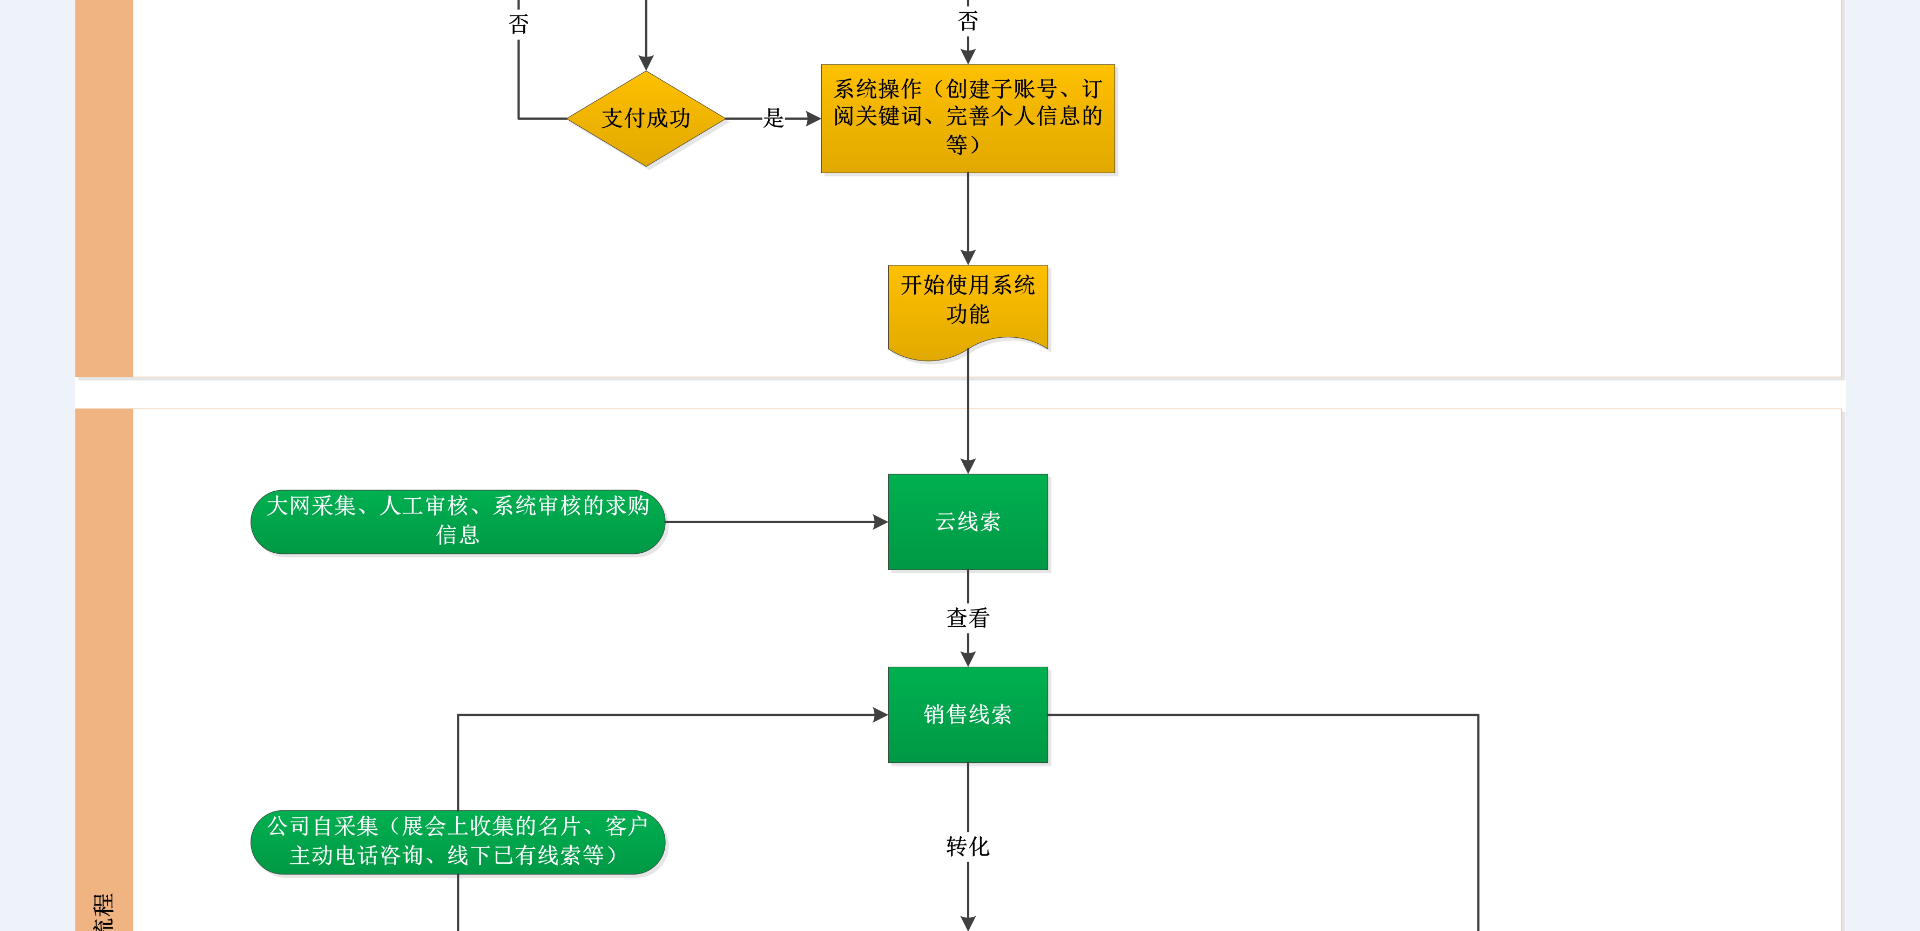 否
否
支付成功
是
系统操作（创建子账号、订
阅关键词、完善个人信息的
等）
开始使用系统
功能
大网采集、人工审核、系统审核的求购
信息
云线索
查看
销售线索
公司自采集（展会上收集的名片、客户
主动电话咨询、线下已有线索等）
转化
流程